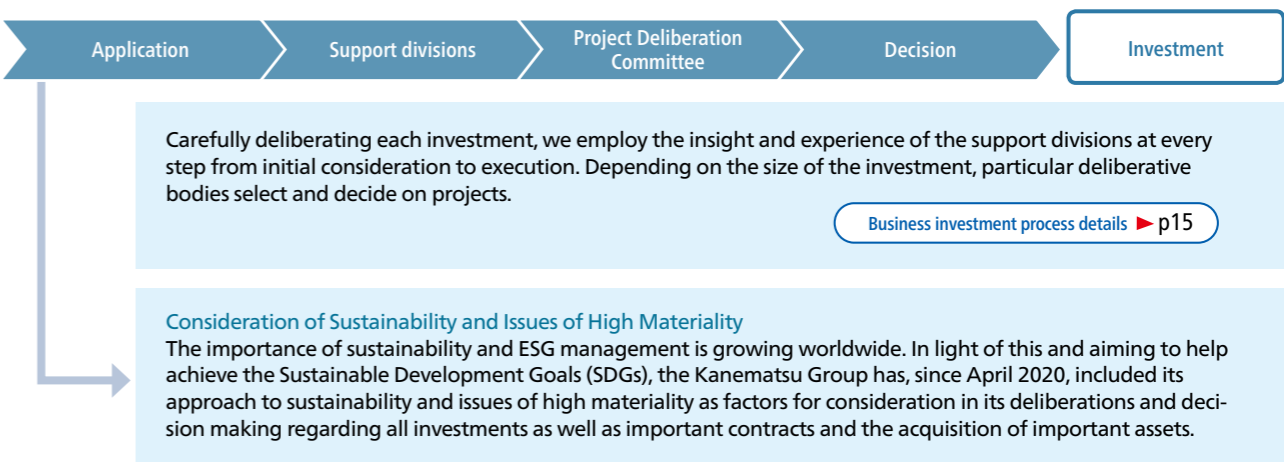 Application
Support divisions
Project Deliberation
Committee
Decision
Investment
Carefully deliberating each investment, we employ the insight and experience of the support divisions at every
step from initial consideration to execution. Depending on the size of the investment, particular deliberative
bodies select and decide on projects.
Business investment process details ▶ p15
Consideration of Sustainability and Issues of High Materiality
The importance of sustainability and ESG management is growing worldwide. In light of this and aiming to help
achieve the Sustainable Development Goals (SDGs), the Kanematsu Group has, since April 2020, included its
approach to sustainability and issues of high materiality as factors for consideration in its deliberations and deci-
sion making regarding all investments as well as important contracts and the acquisition of important assets.